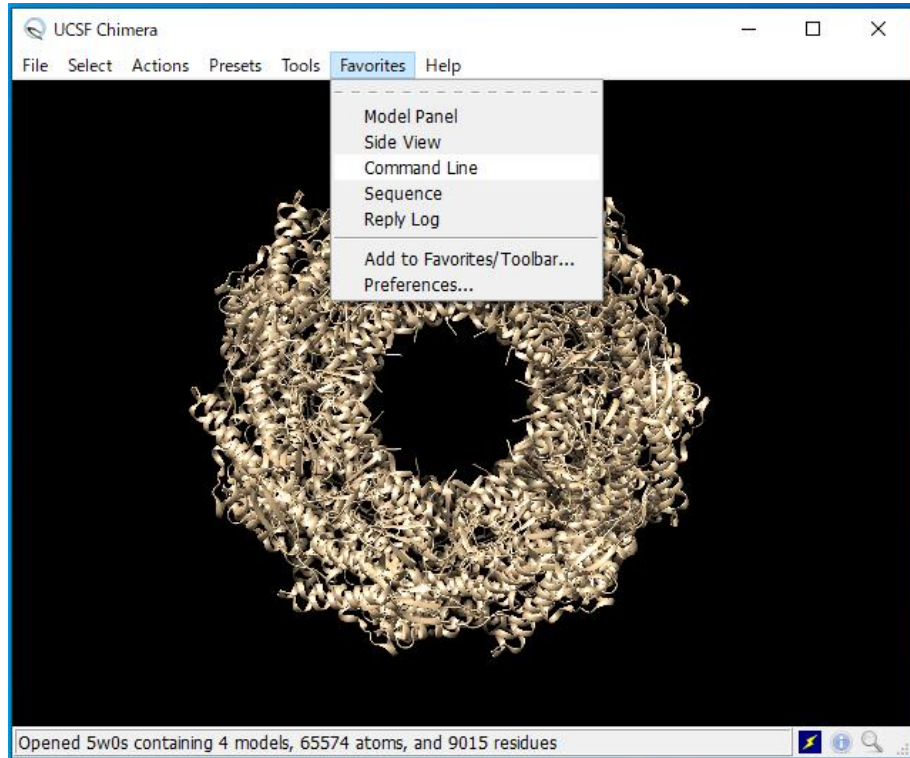 UCSF Chimera
File Select Actions Presets Tools Favorites Help
Model Panel
Side View
Command Line
Sequence
Reply Log
Add to Favorites/Toolbar...
Preferences...
Opened 5w0s containing 4 models, 65574 atoms, and 9015 residues